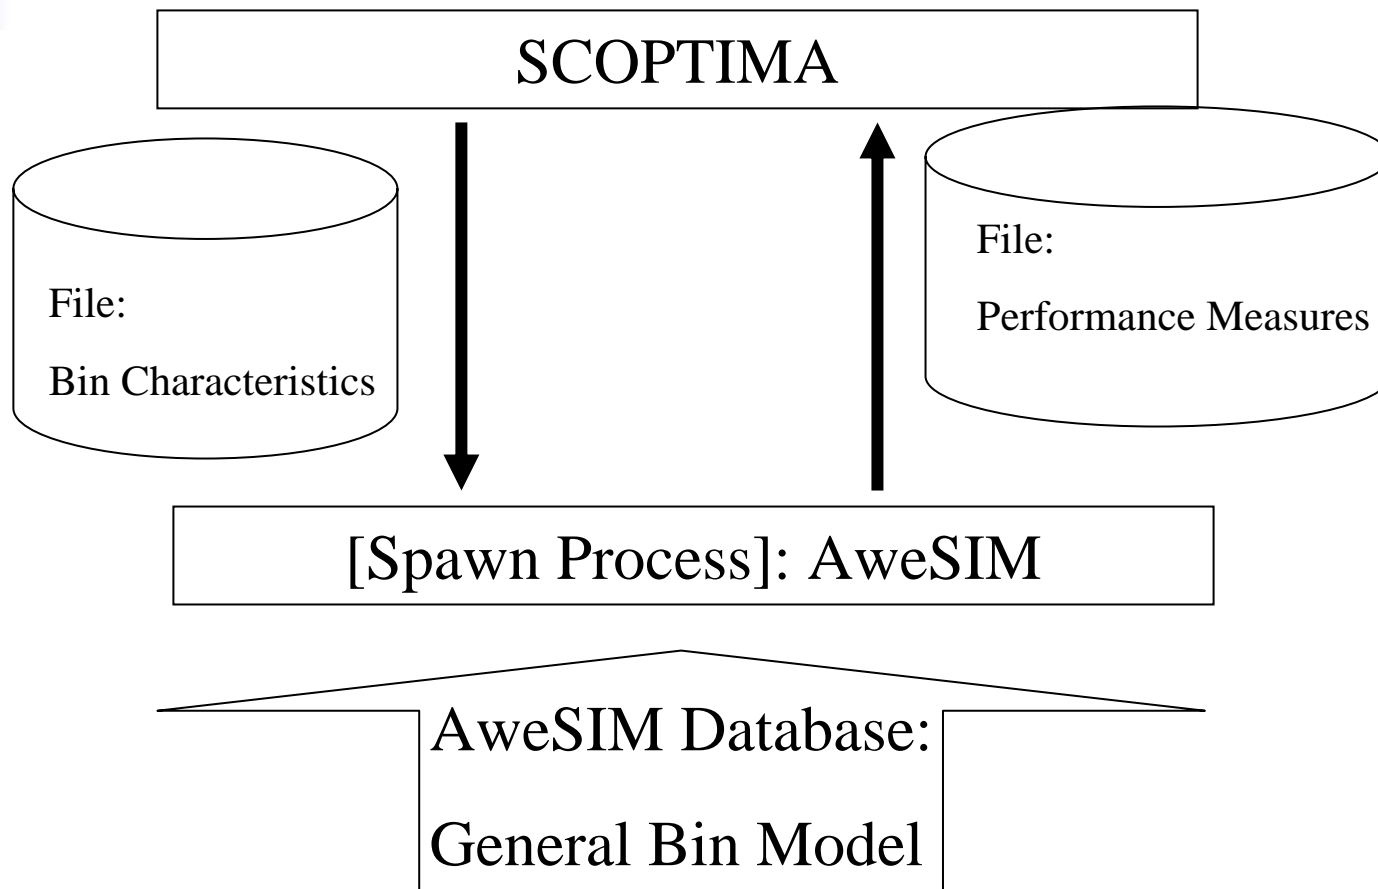 SCOPTIMA
File:
Bin Characteristics
File:
Performance Measures
[Spawn Process]: AweSIM
AweSIM Database:
General Bin Model